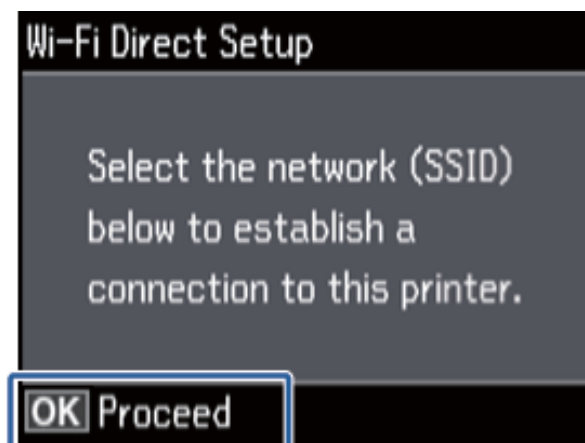 Wi-Fi Direct Setup
Select the network (SSID)
below to establish a
connection to this printer.
OK Proceed